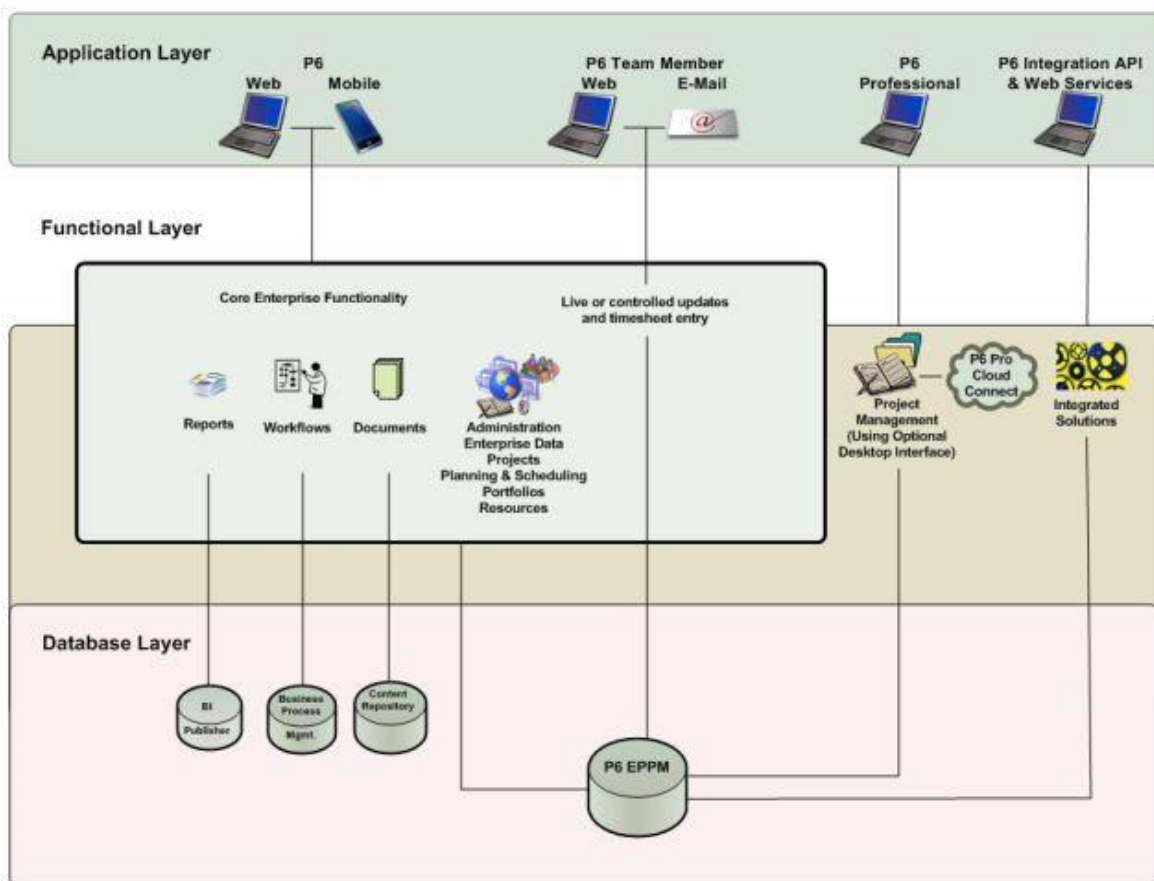 Application Layer
P6
Web
Mobile
P6 Team Member
Web
E-Mail
P6
Professional
P6 Integration API
& Web Services
@
Functional Layer
Core Enterprise Functionality
Live or controlled updates
and timesheet entry
Reports
Workflows
Documents
Administration
Enterprise Data
Projects
Planning & Scheduling
Portfolios
Resources
Project
Management
(Using Optional
Desktop Interface)
P6 Pro
Cloud
Connect
Integrated
Solutions
Database Layer
BI
Publisher
Business
Process
Mgmt.
Content
Repository
P6 EPPM